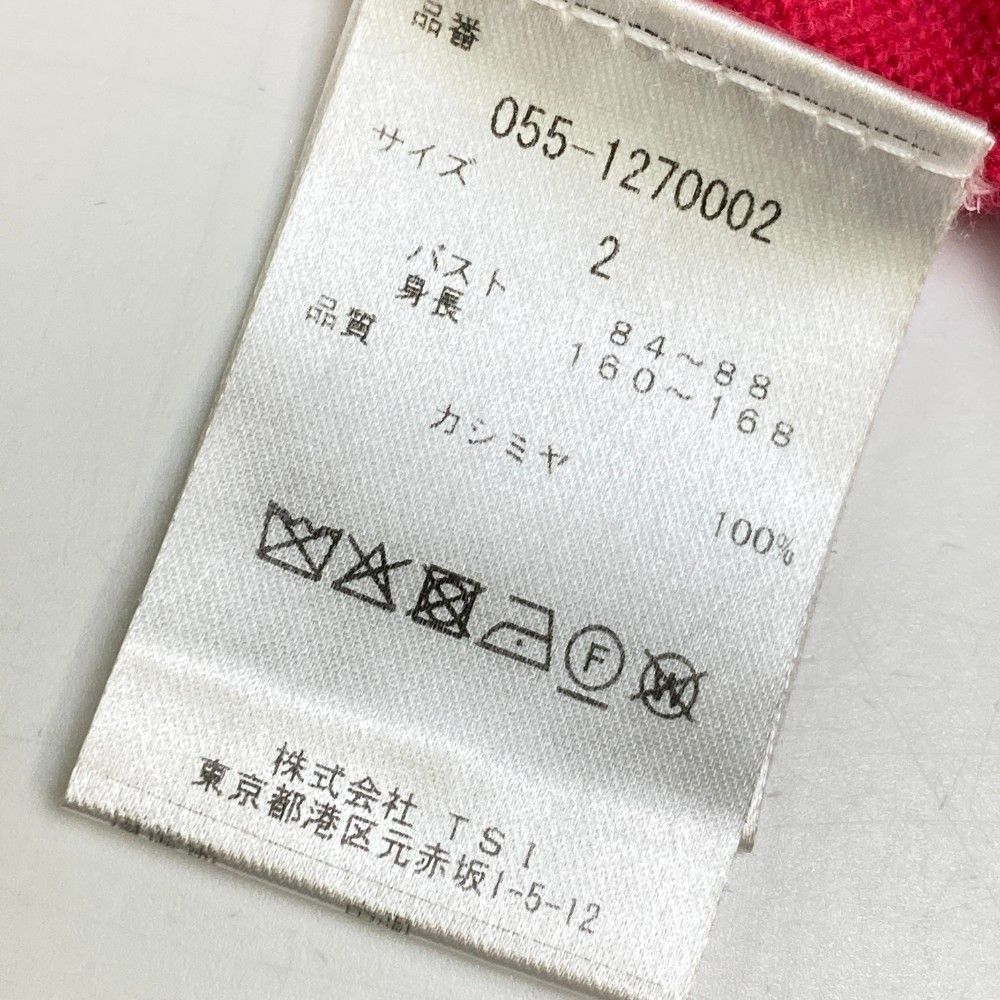 品番
055-1270002
サイズ
2
バスト 84～88
身長 160～168
品質
カシミヤ
100%
F
W
株式会社 TSI
東京都港区元赤坂1-5-12